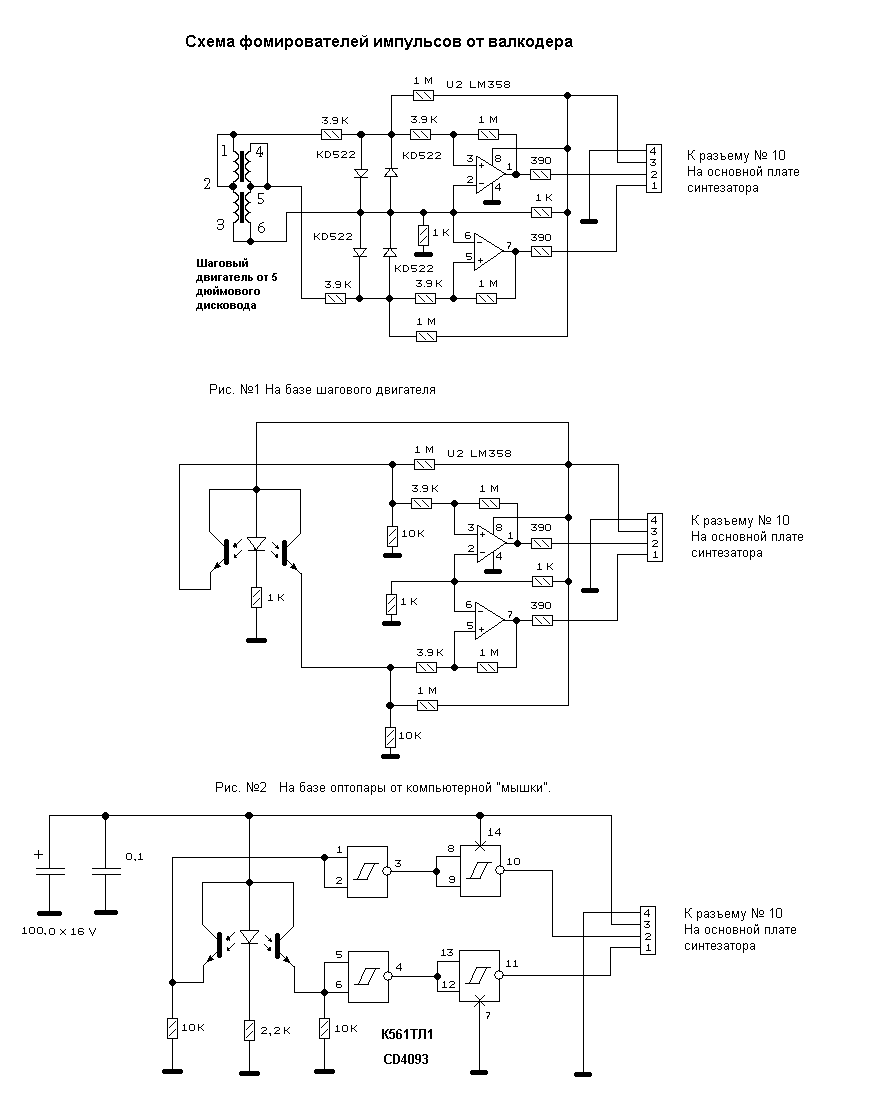 Схема фомирователей импульсов от валкодера
1 M
U2 LM358
3.9 K
3.9 K
1 M
KD522
KD522
1
4
2
5
3
6
3
8
1
2
4
390
4
3
2
1
К разъему № 10
На основной плате
синтезатора
1 K
1 K
KD522
KD522
6
7
5
390
Шаговый
двигатель от 5
дюймового
дисковода
3.9 K
3.9 K
1 M
1 M
Рис. №1 На базе шагового двигателя
1 M
U2 LM358
3.9 K
1 M
10K
3
8
1
2
4
390
4
3
2
1
К разъему № 10
На основной плате
синтезатора
1 K
1 K
1 K
6
7
5
390
3.9 K
1 M
1 M
10K
Рис. №2 На базе оптопары от компьютерной "мышки".
+
0,1
100,0 x 16 V
1
2
3
8
9
14
10
5
6
4
13
12
11
7
4
3
2
1
К разъему № 10
На основной плате
синтезатора
10K
2,2 K
10K
К561ТЛ1
CD4093